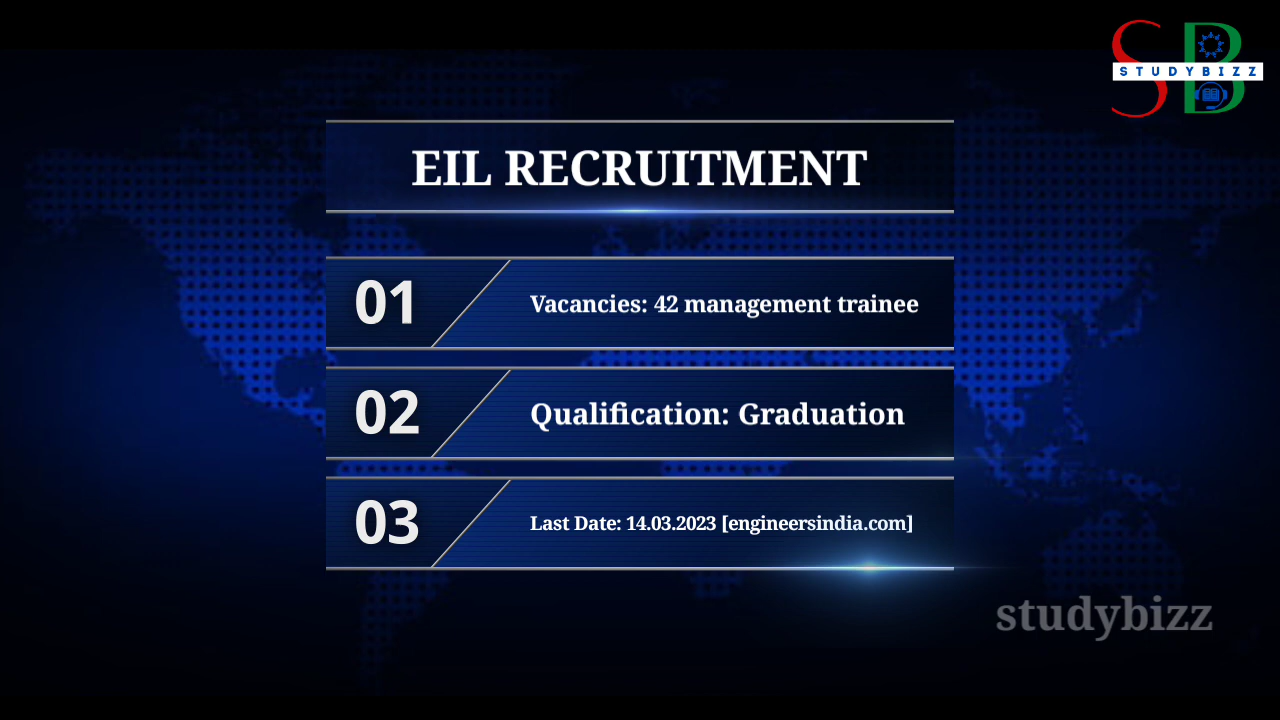 SB
STUDYBIZZ
EIL RECRUITMENT
01
Vacancies: 42 management trainee
02
Qualification: Graduation
03
Last Date: 14.03.2023 [engineersindia.com]
studybizz